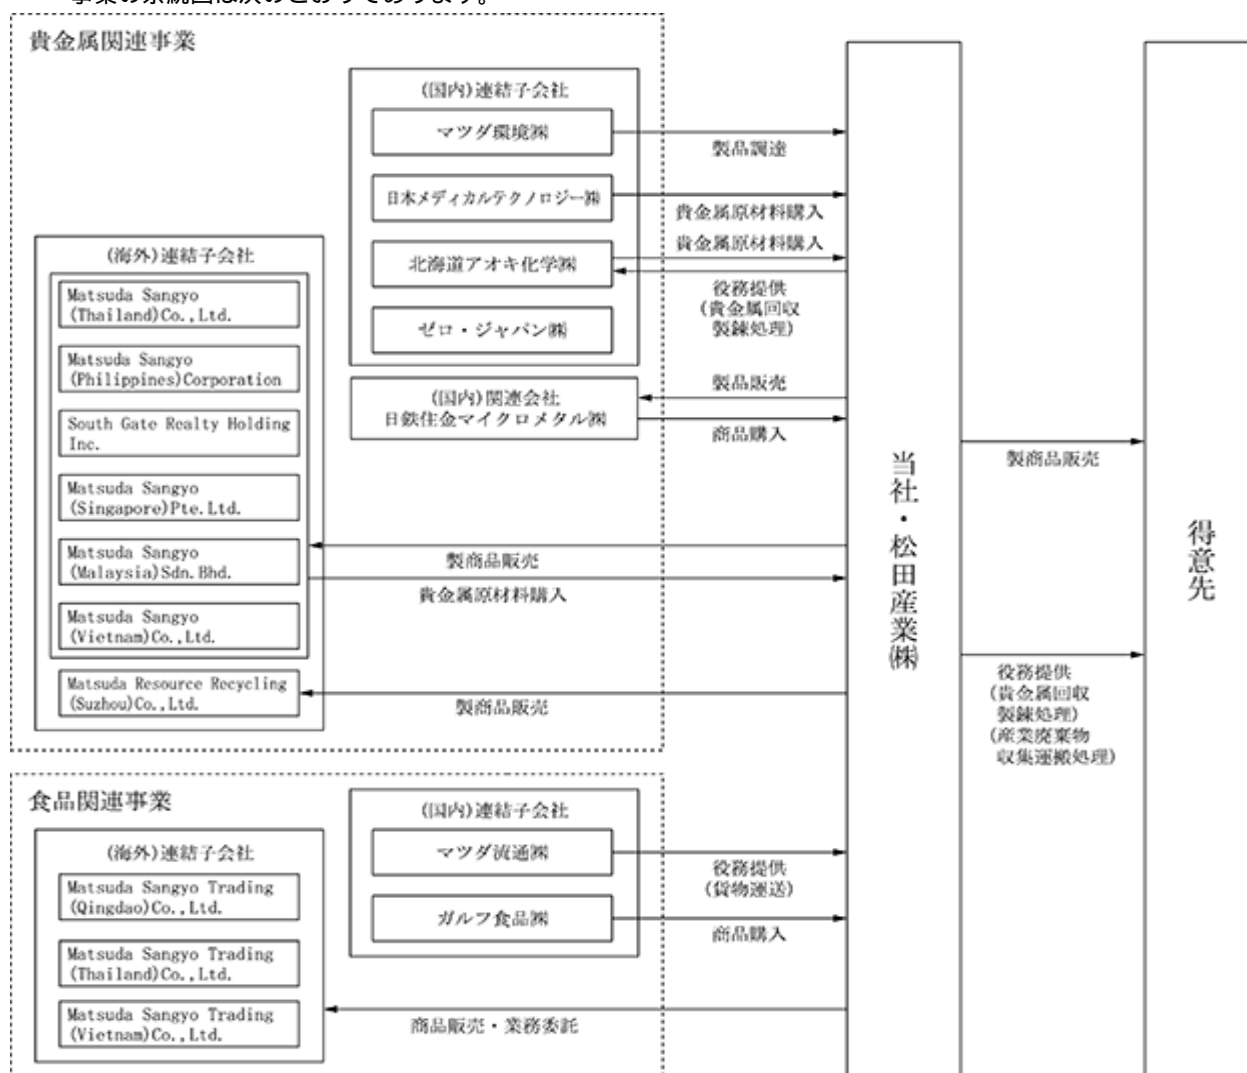 事業の系統図は次のとおりであります。
貴金属関連事業
(国内)連結子会社
マツダ環境㈱
製品調達
日本メディカルテクノロジー㈱
貴金属原材料購入
北海道アオキ化学㈱
貴金属原材料購入
役務提供
(貴金属回収
製錬処理)
ゼロ・ジャパン㈱
(国内)関連会社
日鉄住金マイクロメタル㈱
製品販売
商品購入
(海外)連結子会社
Matsuda Sangyo
(Thailand)Co.,Ltd.
Matsuda Sangyo
(Philippines)Corporation
South Gate Realty Holding
Inc.
Matsuda Sangyo
(Singapore)Pte.Ltd.
Matsuda Sangyo
(Malaysia)Sdn.Bhd.
Matsuda Sangyo
(Vietnam)Co.,Ltd.
製商品販売
貴金属原材料購入
Matsuda Resource Recycling
(Suzhou)Co.,Ltd.
製商品販売
食品関連事業
(国内)連結子会社
マツダ流通㈱
役務提供
(貨物運送)
ガルフ食品㈱
商品購入
(海外)連結子会社
Matsuda Sangyo Trading
(Qingdao)Co.,Ltd.
Matsuda Sangyo Trading
(Thailand)Co.,Ltd.
Matsuda Sangyo Trading
(Vietnam)Co.,Ltd.
商品販売・業務委託
当社・松田産業㈱
製商品販売
役務提供
(貴金属回収
製錬処理)
(産業廃棄物
収集運搬処理)
得意先